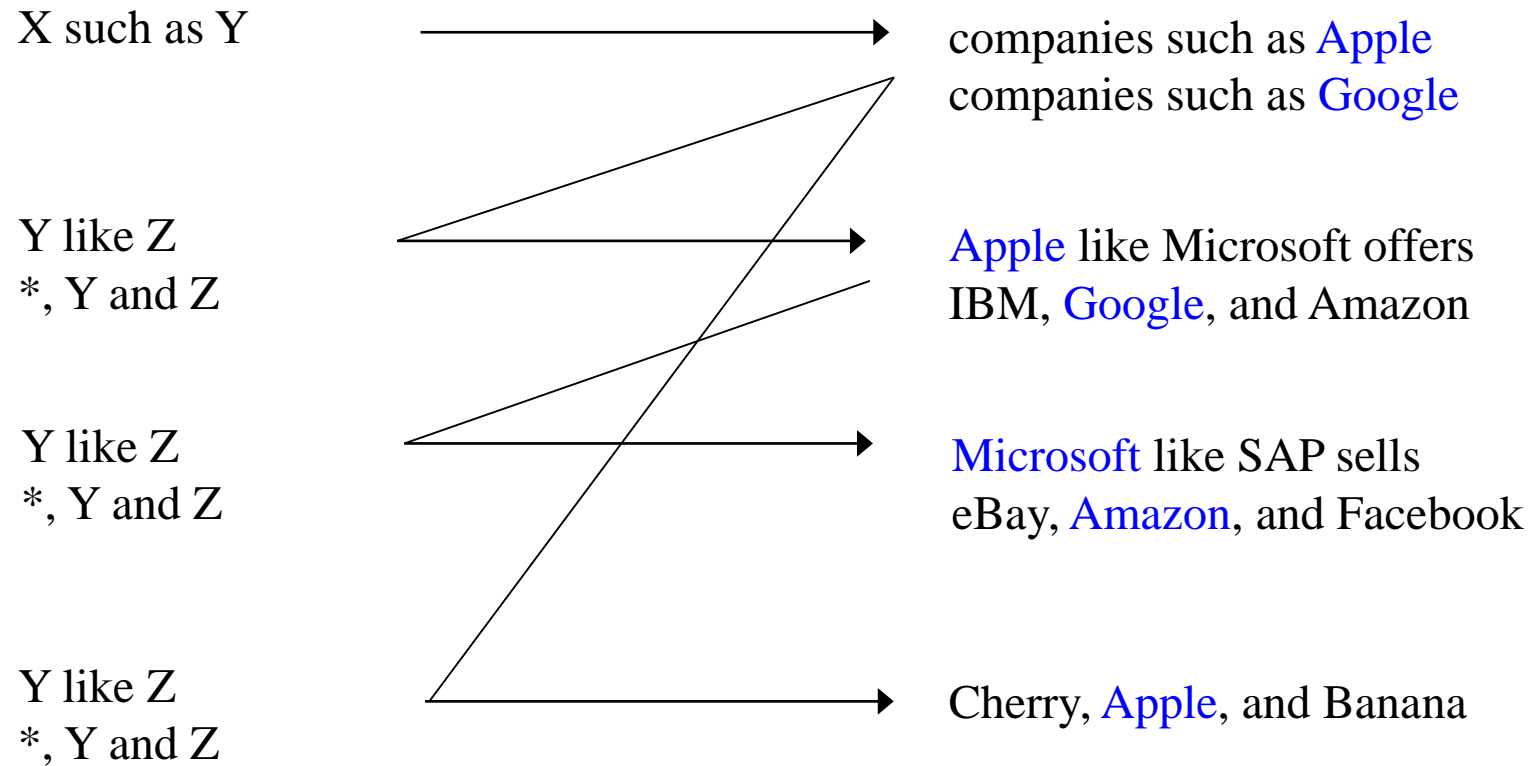 X such as Y
companies such as Apple
companies such as Google
Y like Z
*, Y and Z
Apple like Microsoft offers
IBM, Google, and Amazon
Y like Z
*, Y and Z
Microsoft like SAP sells
eBay, Amazon, and Facebook
Y like Z
*, Y and Z
Cherry, Apple, and Banana